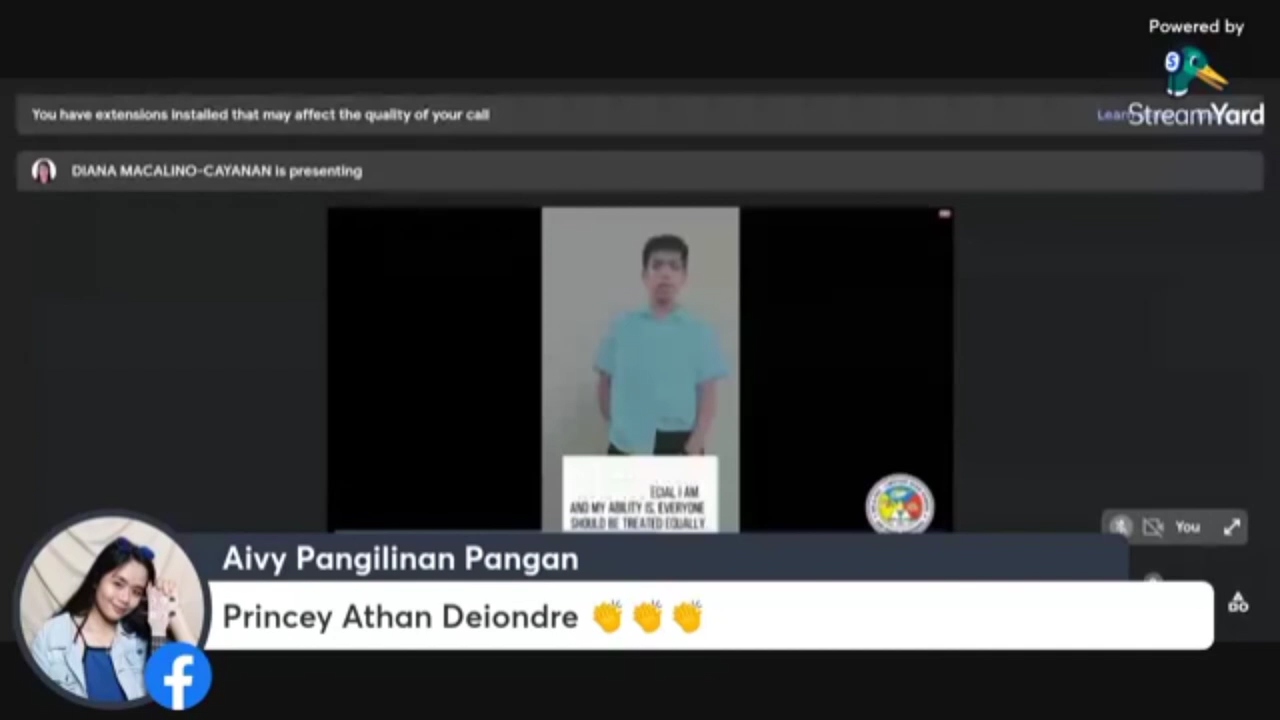 Powered by
StreamYard
You have extensions installed that may affect the quality of your call
DIANA MACALINO-CAYANAN is presenting
ECIAL I AM
AND MY ABILITY IS, EVERYONE
SHOULD BE TREATED EQUALLY
You
Aivy Pangilinan Pangan
Princey Athan Deiondre 👏 👏 👏